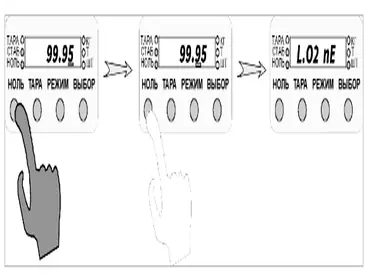 ТАРА 99.95 кг
СТАБ Т
НОЛЬ ШТ
НОЛЬ ТАРА РЕЖИМ ВЫБОР
ТАРА 99.95 кг
СТАБ Т
НОЛЬ ШТ
НОЛЬ ТАРА РЕЖИМ ВЫБОР
ТАРА L.02 nE кг
СТАБ Т
НОЛЬ ШТ
НОЛЬ ТАРА РЕЖИМ ВЫБОР